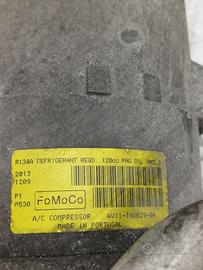 R134A REFRIGERANT REQD 120cc PAG OIL
2013
1209
P1
A530
FoMoCo
A/C COMPRESSOR AV11-19D629-BA
MADE IN PORTUGAL